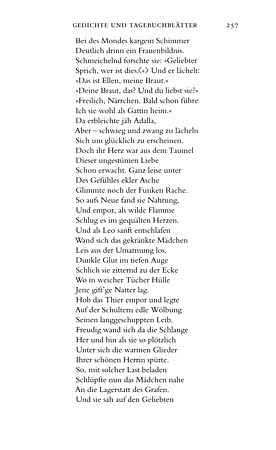 GEDICHTE UND TAGEBUCHBLÄTTER 257
Bei des Mondes kargem Schimmer
Deutlich drinn ein Frauenbildnis.
Schmeichelnd forschte sie: »Geliebter
Sprich, wer ist dies?« Und er lächelt:
»Das ist Ellen, meine Braut.«
»Deine Braut, das? Und du liebst sie?»
»Freilich, Närrchen. Bald schon führe
Ich sie wohl als Gattin heim.»
Da erbleichte jäh Adalla,
Aber – schwieg und zwang zu lächeln
Sich um glücklich zu erscheinen.
Doch ihr Herz war aus dem Taumel
Dieser ungestümen Liebe
Schon erwacht. Ganz leise unter
Des Gefühles ekler Asche
Glimmte noch der Funken Rache.
So aufs Neue fand sie Nahrung,
Und empor, als wilde Flamme
Schlug es im gequälten Herzen.
Und als Leo sanft entschlafen
Wand sich das gekränkte Mädchen
Leis aus der Umarmung los.
Dunkle Glut im tiefen Auge
Schlich sie zitternd zu der Ecke
Wo in weicher Tücher Hülle
Jene gift'ge Natter lag,
Hob das Thier empor und legte
Auf der Schultern edle Wölbung
Seinen langgeschuppten Leib.
Freudig wand sich da die Schlange
Her und hin als sie so plötzlich
Unter sich die warmen Glieder
Ihrer schönen Herrin spürte.
So, mit solcher Last beladen
Schlüpfte nun das Mädchen nahe
An die Lagerstatt des Grafen.
Und sie sah auf den Geliebten